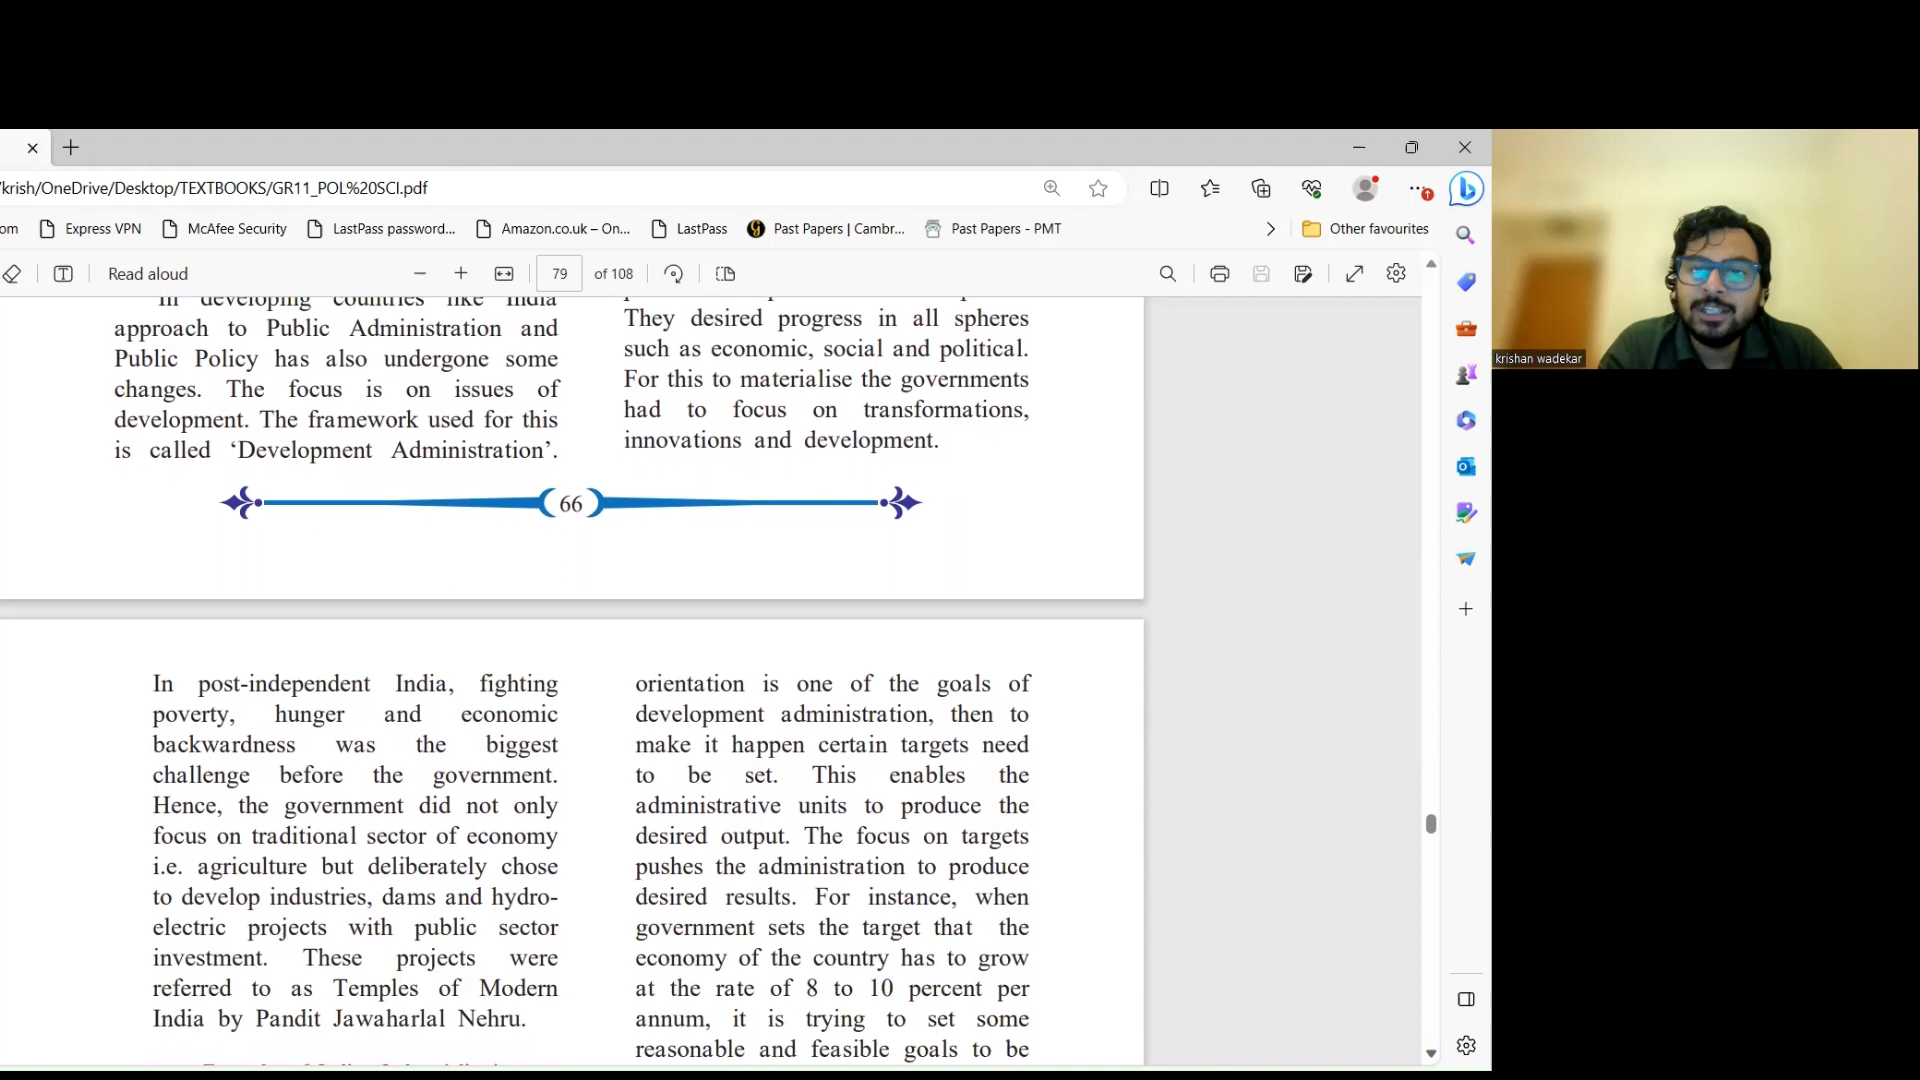 /krish/OneDrive/Desktop/TEXTBOOKS/GR11_POL%20SCI.pdf
om
Express VPN
McAfee Security
LastPass password...
Amazon.co.uk – On...
LastPass
Past Papers | Cambr...
Past Papers - PMT
Other favourites
Read aloud
79
of 108
In developing countries like India
approach to Public Administration and
Public Policy has also undergone some
changes. The focus is on issues of
development. The framework used for this
is called ‘Development Administration’.
They desired progress in all spheres
such as economic, social and political.
For this to materialise the governments
had to focus on transformations,
innovations and development.
66
In post-independent India, fighting
poverty, hunger and economic
backwardness was the biggest
challenge before the government.
Hence, the government did not only
focus on traditional sector of economy
i.e. agriculture but deliberately chose
to develop industries, dams and hydro-
electric projects with public sector
investment. These projects were
referred to as Temples of Modern
India by Pandit Jawaharlal Nehru.
orientation is one of the goals of
development administration, then to
make it happen certain targets need
to be set. This enables the
administrative units to produce the
desired output. The focus on targets
pushes the administration to produce
desired results. For instance, when
government sets the target that the
economy of the country has to grow
at the rate of 8 to 10 percent per
annum, it is trying to set some
reasonable and feasible goals to be
krishan wadekar